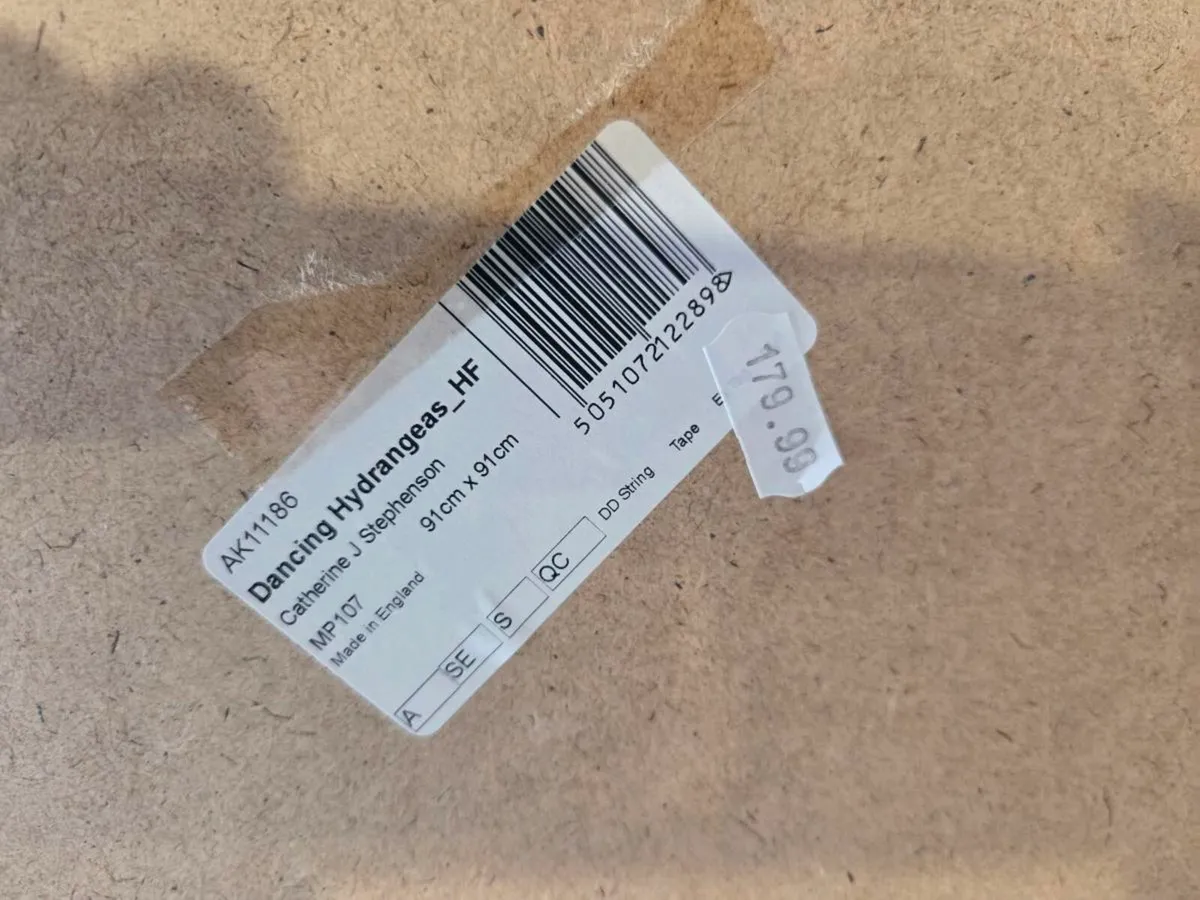 AK11186
Dancing Hydrangeas_HF
Catherine J Stephenson
91cm x 91cm
MP107
Made in England
A SE S QC DD String Tape
5051072122898>
179.99